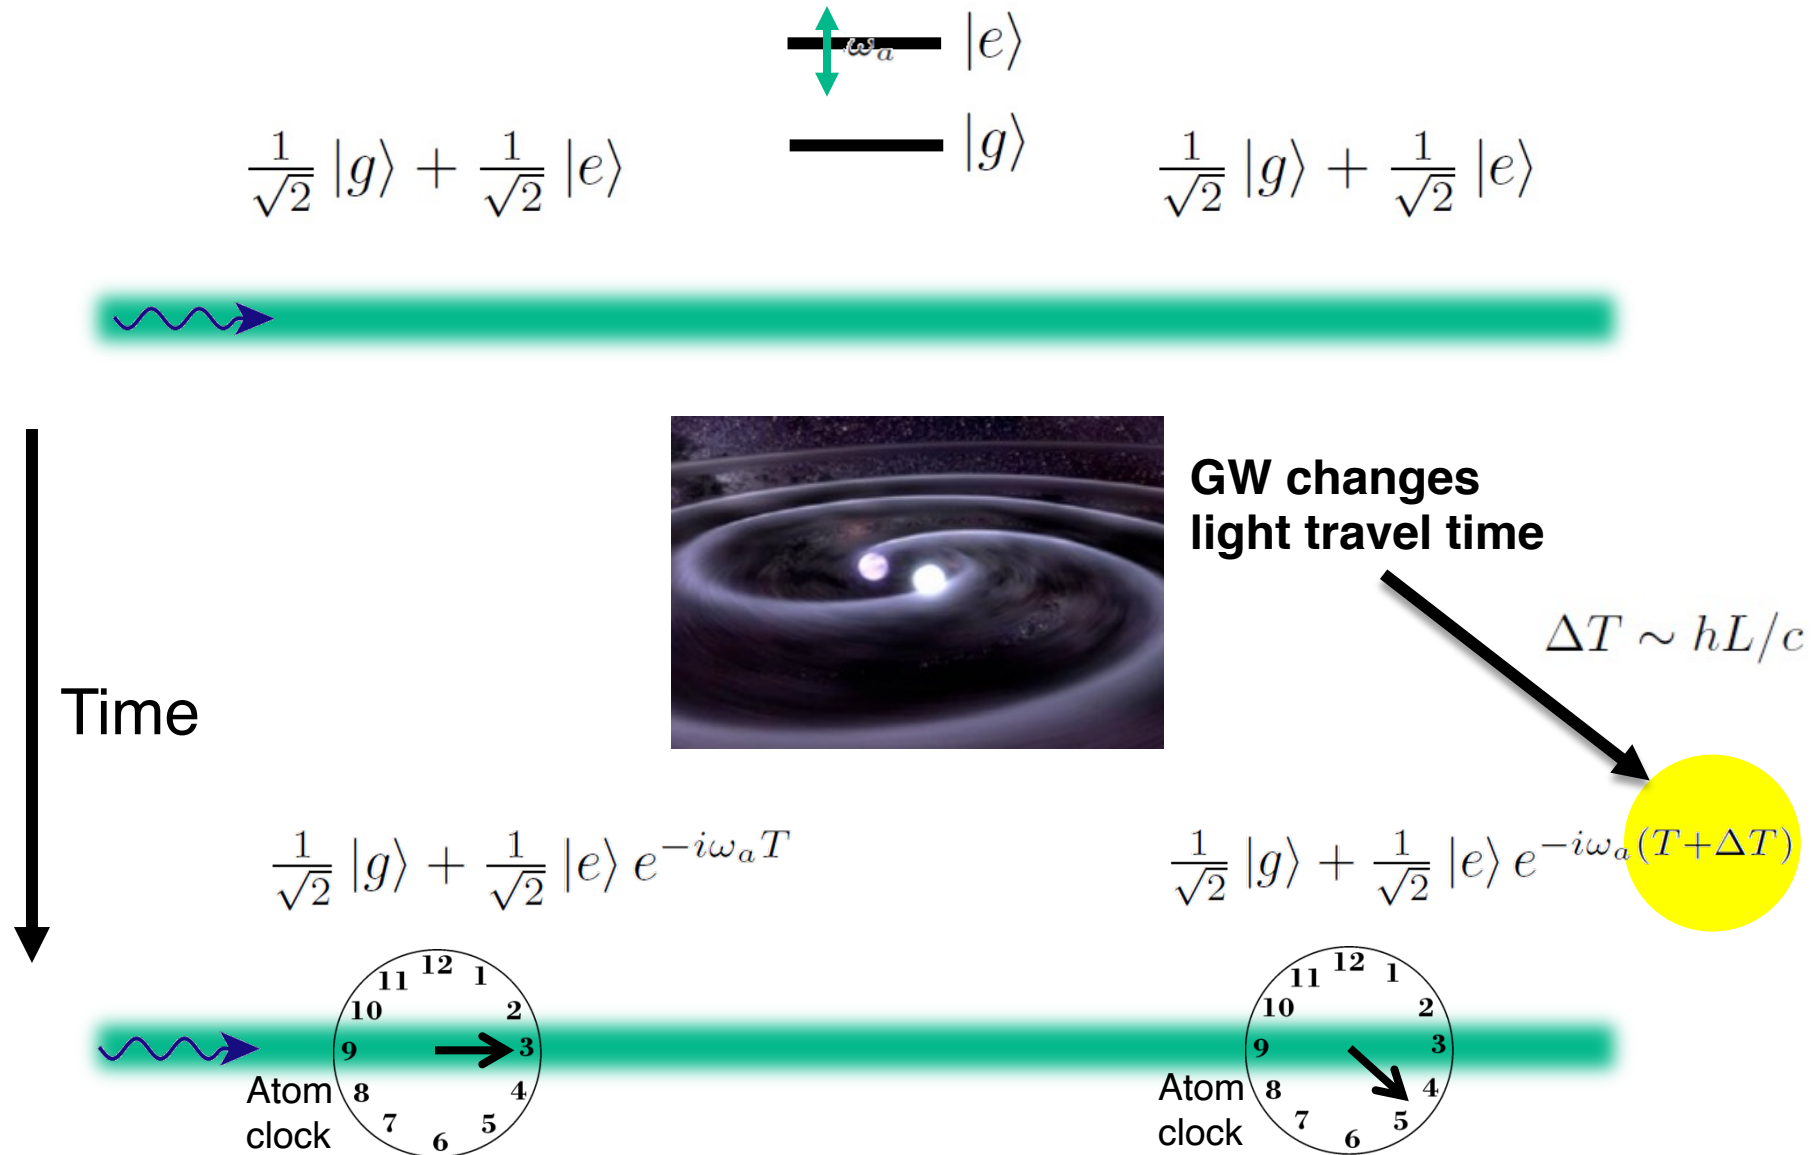 ωₐ |e⟩
|g⟩
1/√2 |g⟩ + 1/√2 |e⟩
1/√2 |g⟩ + 1/√2 |e⟩
GW changes
light travel time
ΔT ∼ hL/c
Time
1/√2 |g⟩ + 1/√2 |e⟩ e^{−iωₐT}
1/√2 |g⟩ + 1/√2 |e⟩ e^{−iωₐ(T+ΔT)}
12 1 2 3 4 5 6 7 8 9 10 11
Atom
clock
12 1 2 3 4 5 6 7 8 9 10 11
Atom
clock